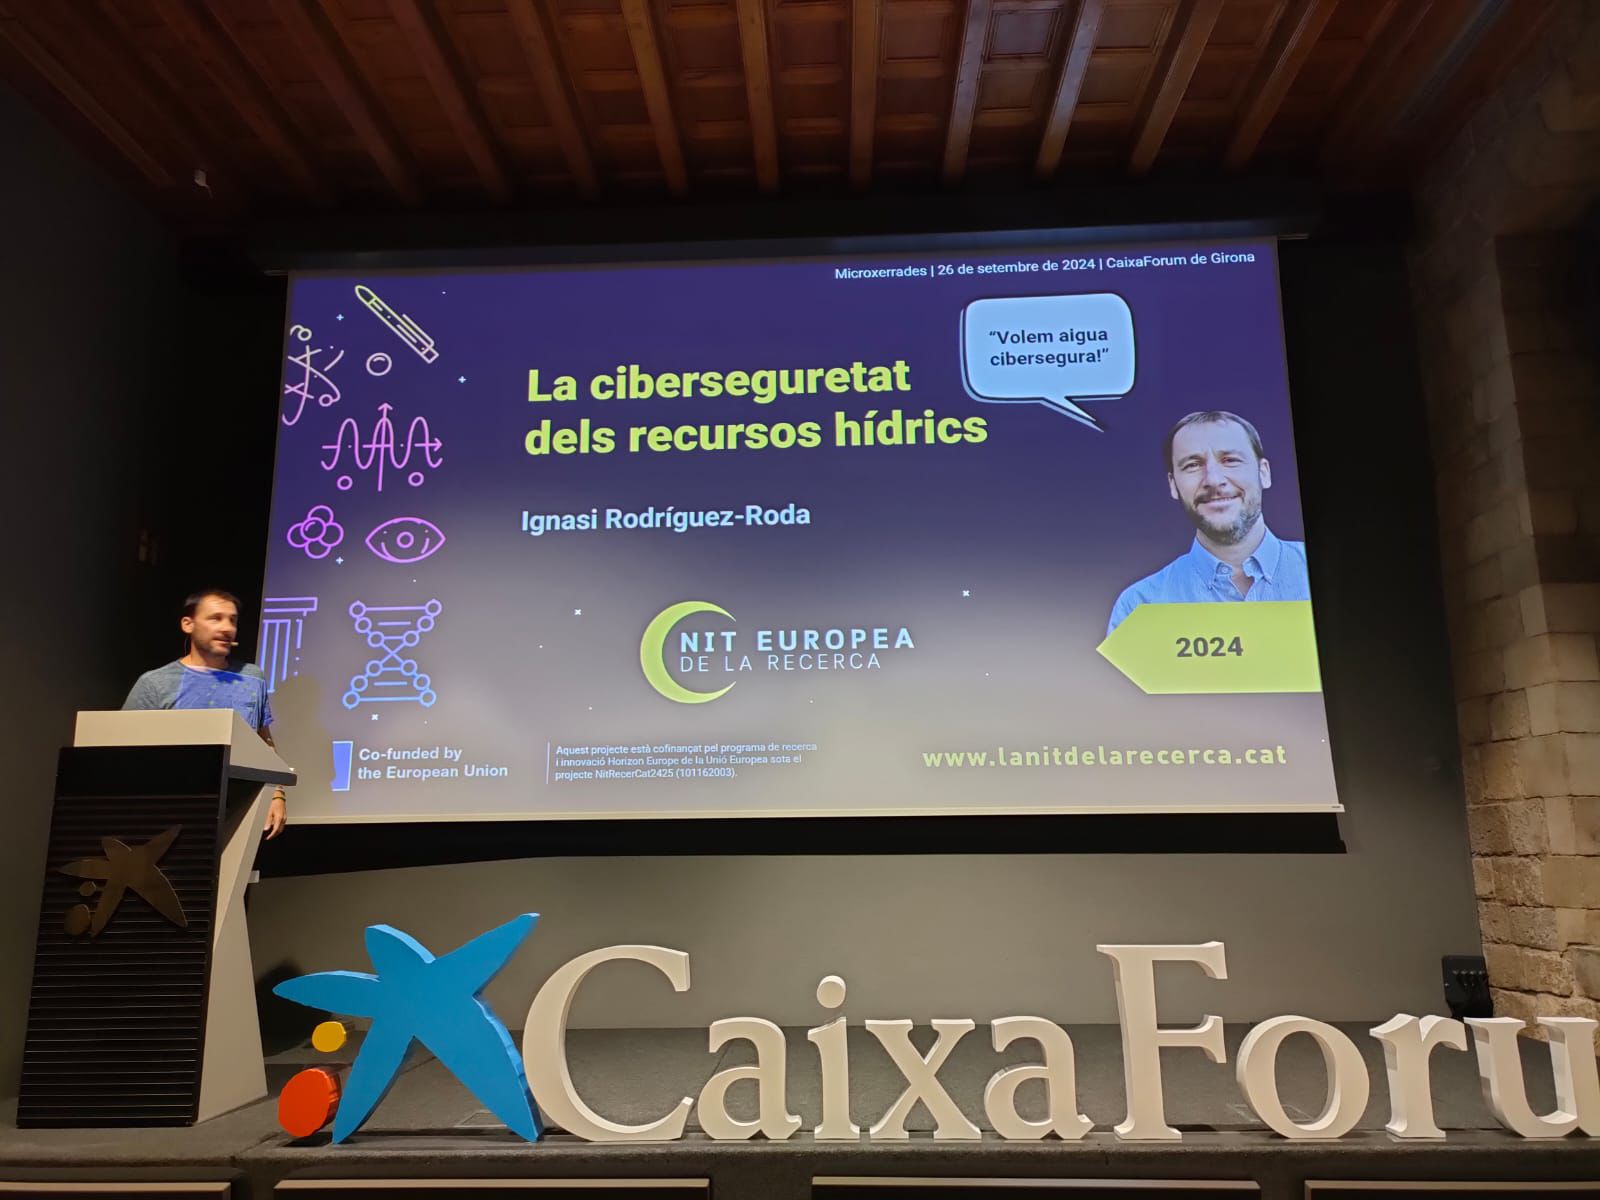 Microxerrades | 26 de setembre de 2024 | CaixaForum de Girona
“Volem aigua
cibersegura!”
La ciberseguretat
dels recursos hídrics
Ignasi Rodríguez-Roda
NIT EUROPEA
DE LA RECERCA
2024
Co-funded by
the European Union
Aquest projecte està cofinançat pel programa de recerca
i innovació Horizon Europe de la Unió Europea sota el
projecte NitRecerCat2425 (101162003).
www.lanitdelarecerca.cat
CaixaForu